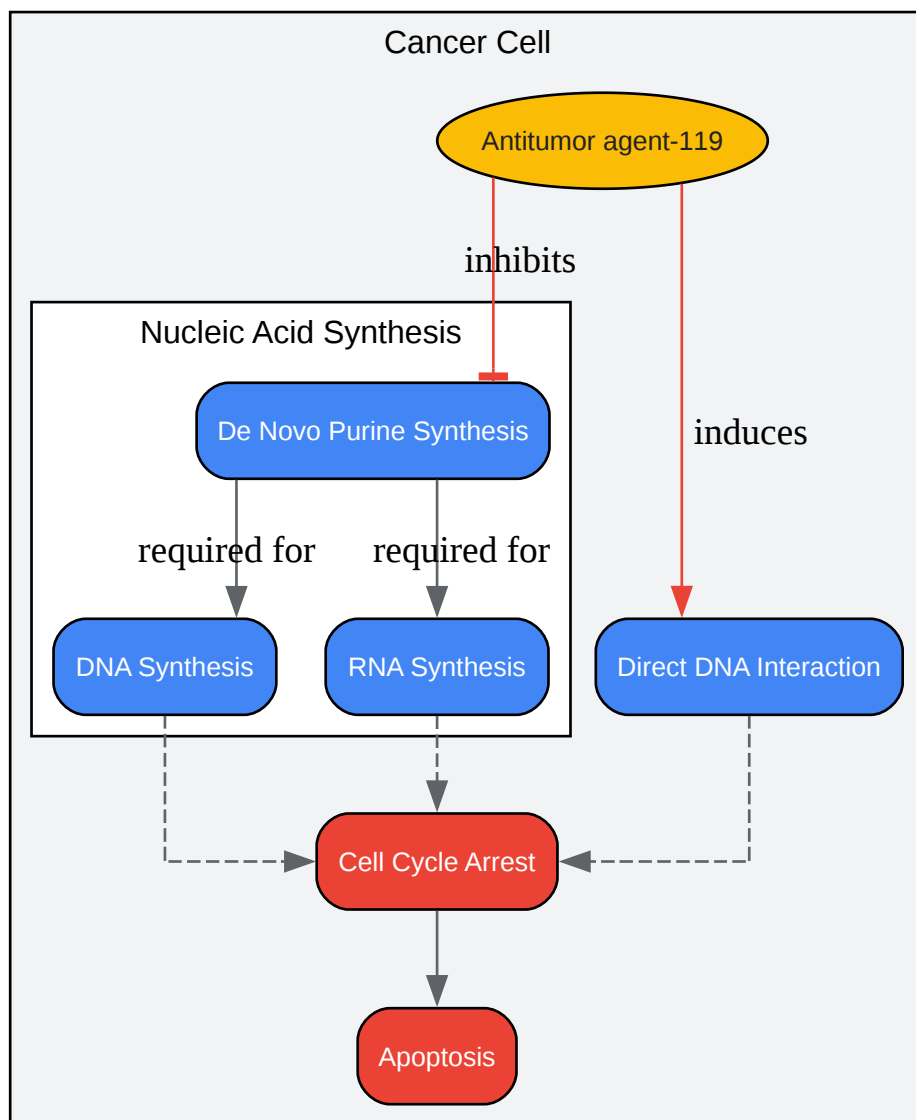 Cancer Cell
Antitumor agent-119
inhibits
Nucleic Acid Synthesis
De Novo Purine Synthesis
induces
required for
required for
DNA Synthesis
RNA Synthesis
Direct DNA Interaction
Cell Cycle Arrest
Apoptosis